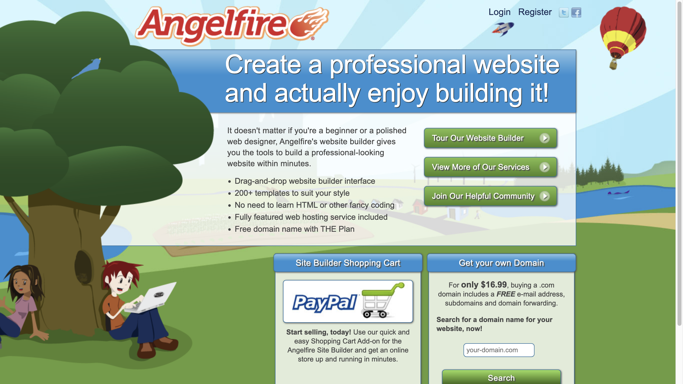 Angelfire
Login Register
Create a professional website
and actually enjoy building it!
It doesn't matter if you're a beginner or a polished
web designer, Angelfire's website builder gives
you the tools to build a professional-looking
website within minutes.
Drag-and-drop website builder interface
200+ templates to suit your style
No need to learn HTML or other fancy coding
Fully featured web hosting service included
Free domain name with THE Plan
Tour Our Website Builder
View More of Our Services
Join Our Helpful Community
Site Builder Shopping Cart
PayPal
Start selling, today! Use our quick and
easy Shopping Cart Add-on for the
Angelfire Site Builder and get an online
store up and running in minutes.
Get your own Domain
For only $16.99, buying a .com
domain includes a FREE e-mail address,
subdomains and domain forwarding.
Search for a domain name for your
website, now!
your-domain.com
Search